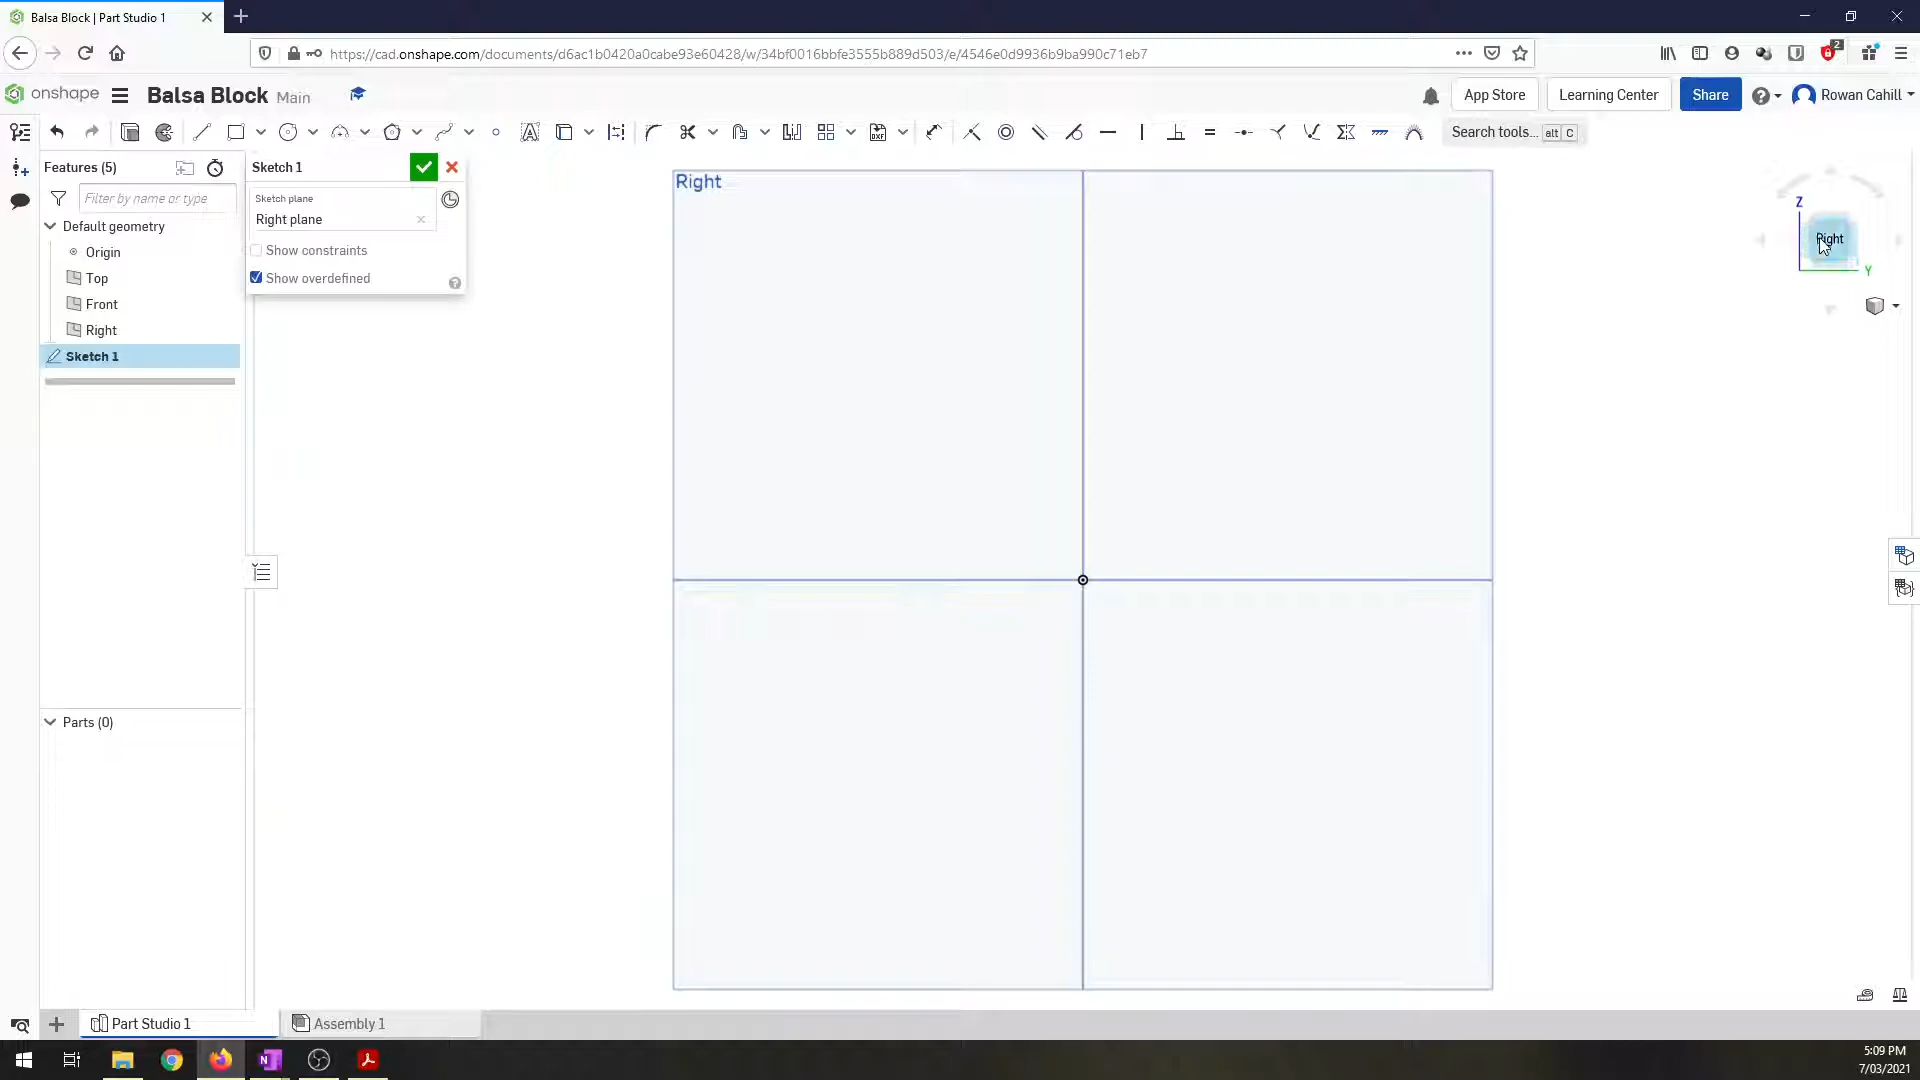 Balsa Block | Part Studio 1
https://cad.onshape.com/documents/d6ac1b0420a0cabe93e60428/w/34bf0016bbfe3555b889d503/e/4546e0d9936b9ba990c71eb7
2
onshape
Balsa Block Main
App Store
Learning Center
Share
Rowan Cahill
Search tools... alt C
Features (5)
Filter by name or type
Default geometry
Origin
Top
Front
Right
Sketch 1
Sketch 1
Sketch plane
Right plane
Show constraints
Show overdefined
Right
Z
Right
Y
Parts (0)
Part Studio 1
Assembly 1
5:09 PM
7/03/2021